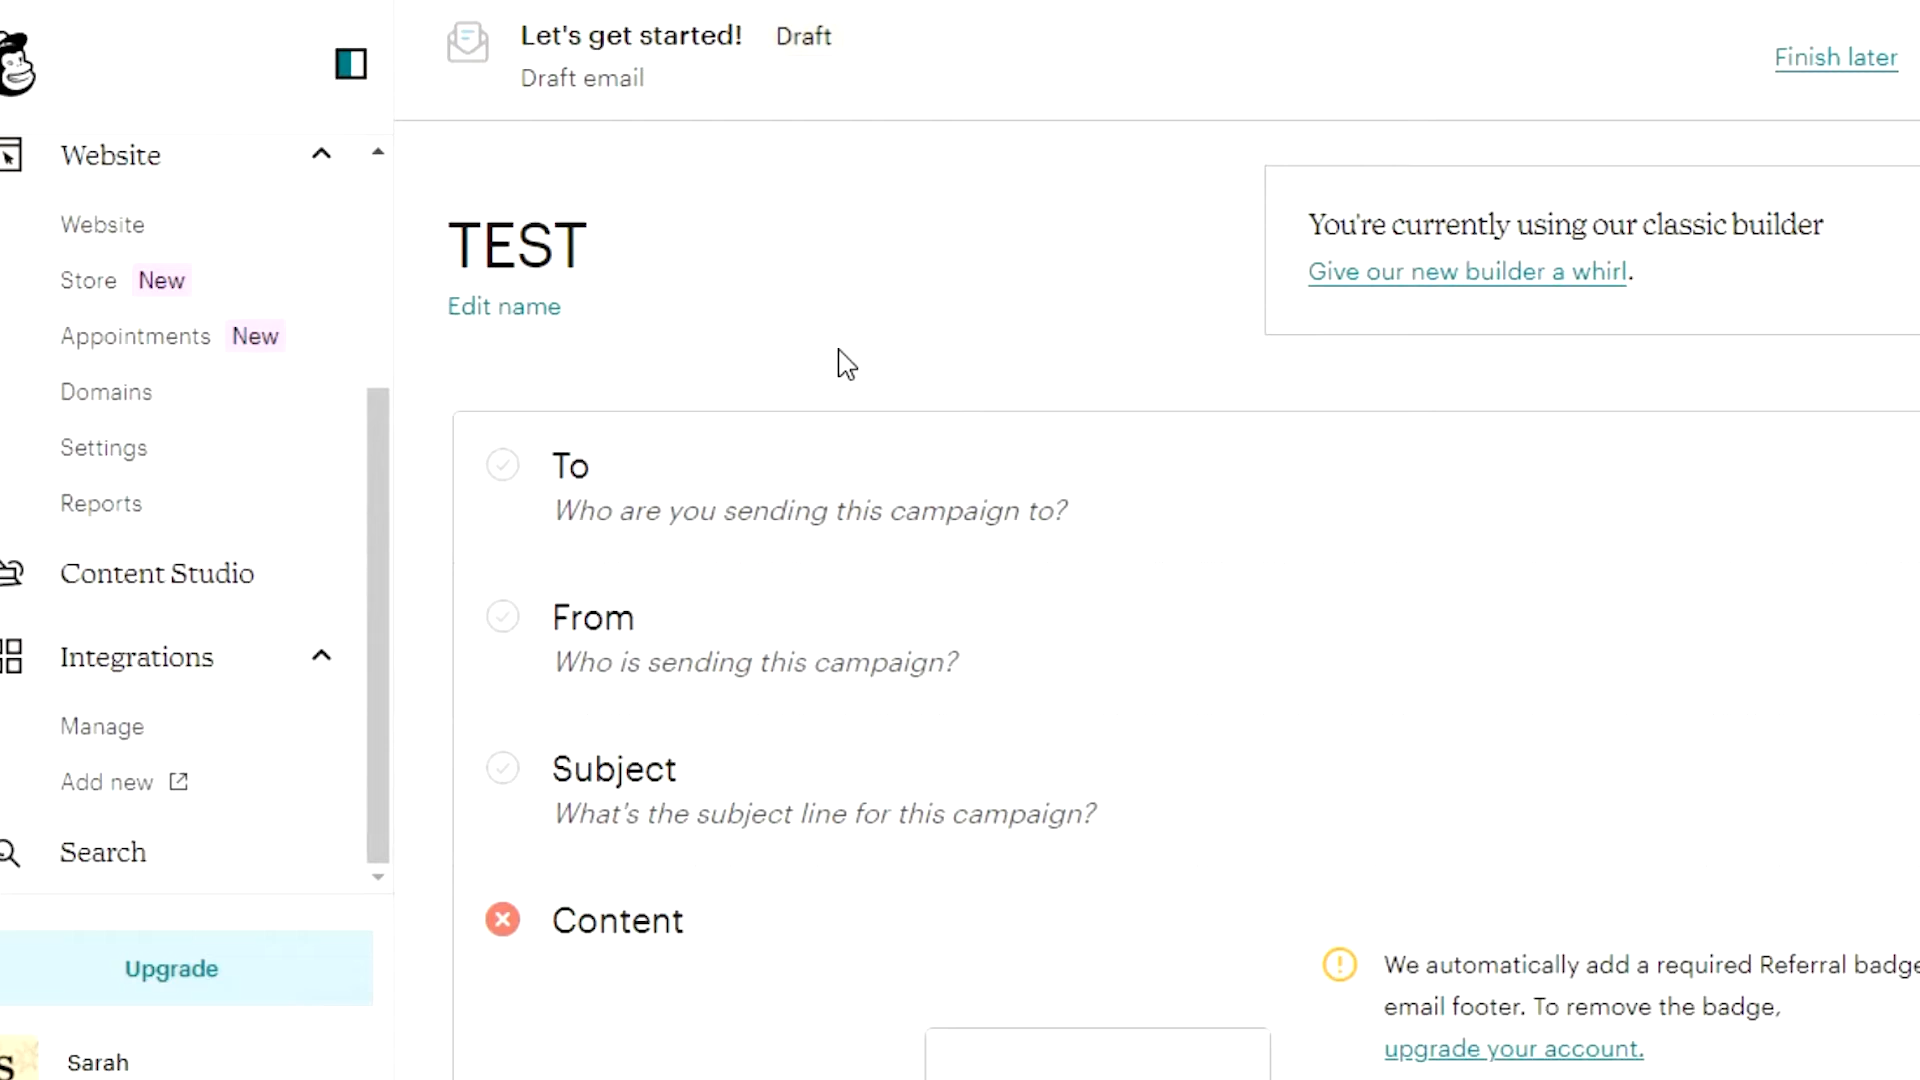 Let's get started! Draft
Draft email
Finish later
Website
Website
Store New
Appointments New
Domains
Settings
Reports
Content Studio
Integrations
Manage
Add new
Search
Upgrade
S
Sarah
TEST
Edit name
You're currently using our classic builder
Give our new builder a whirl.
To
Who are you sending this campaign to?
From
Who is sending this campaign?
Subject
What's the subject line for this campaign?
Content
We automatically add a required Referral badge
email footer. To remove the badge,
upgrade your account.